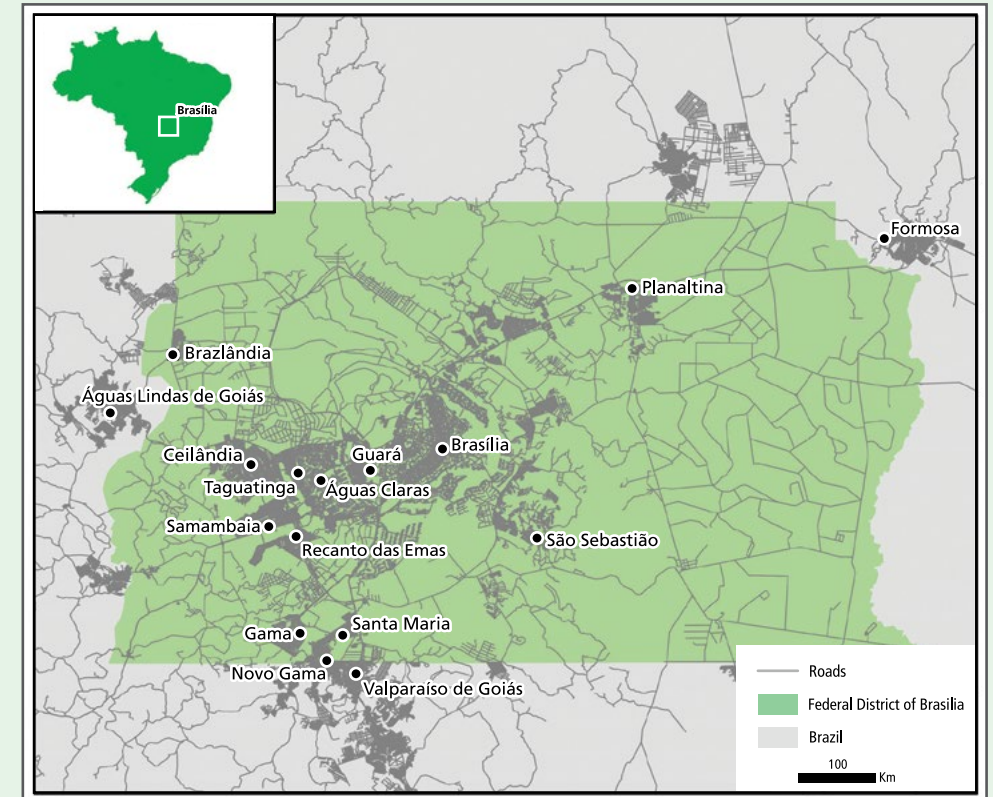 Brasília
Formosa
Planaltina
Brazlândia
Águas Lindas de Goiás
Brasília
Guará
Ceilândia
Taguatinga
Águas Claras
Samambaia
Recanto das Emas
São Sebastião
Santa Maria
Gama
Novo Gama
Valparaíso de Goiás
Roads
Federal District of Brasilia
Brazil
100
Km